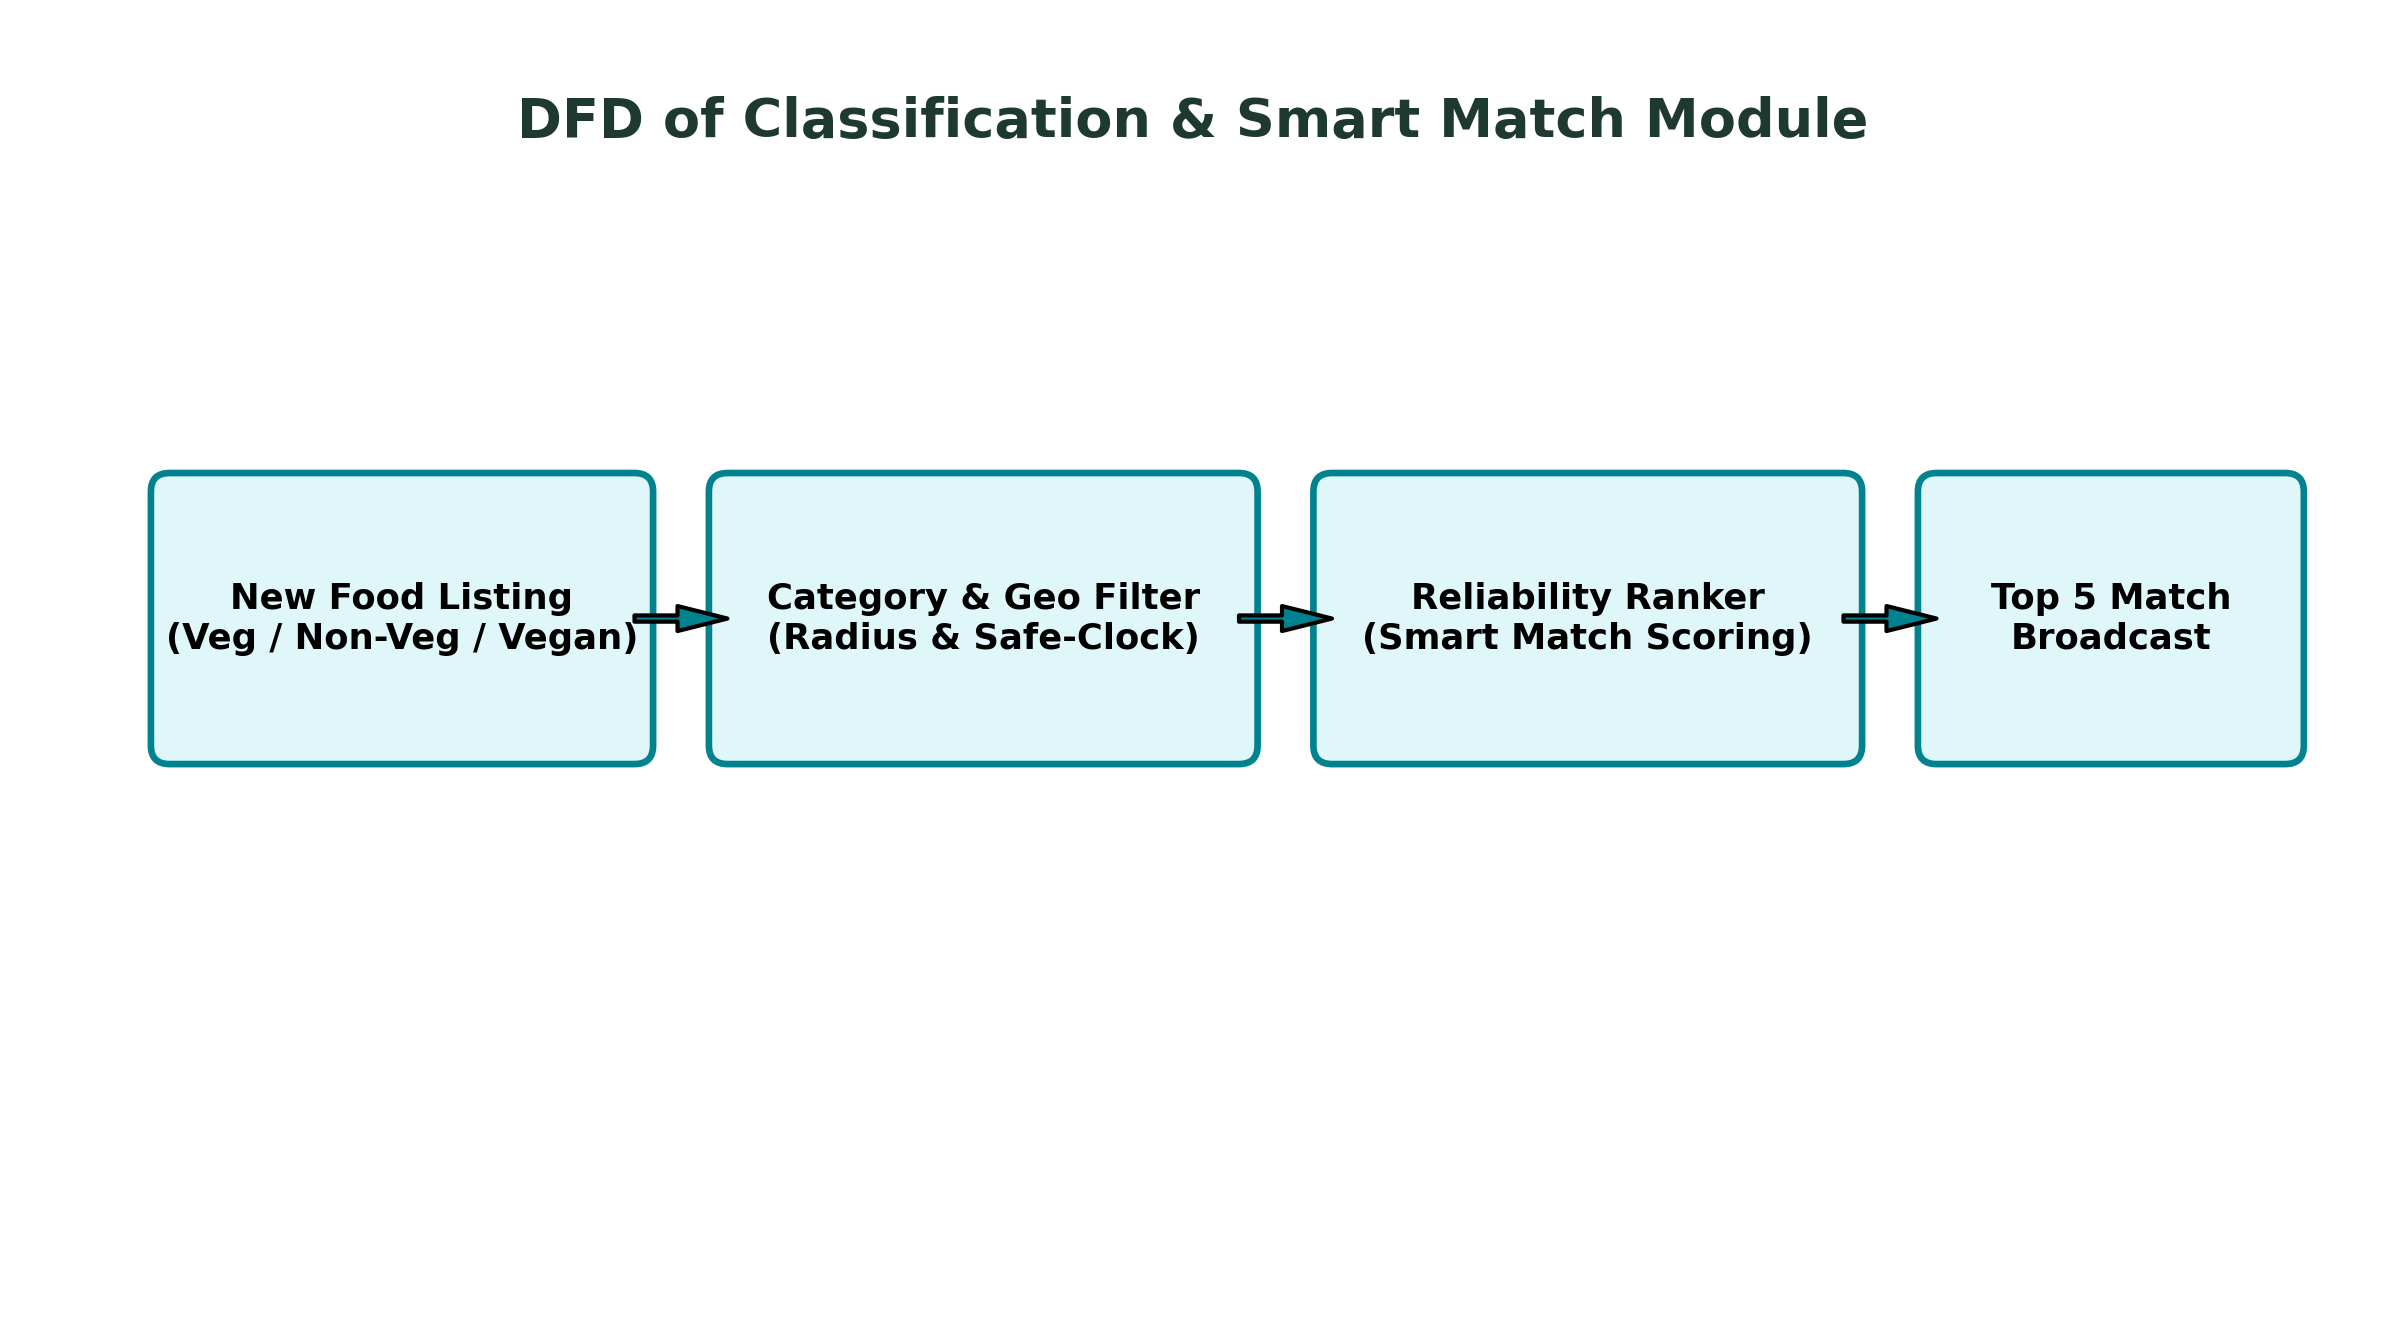 DFD of Classification & Smart Match Module
New Food Listing
(Veg / Non-Veg / Vegan)
Category & Geo Filter
(Radius & Safe-Clock)
Reliability Ranker
(Smart Match Scoring)
Top 5 Match
Broadcast